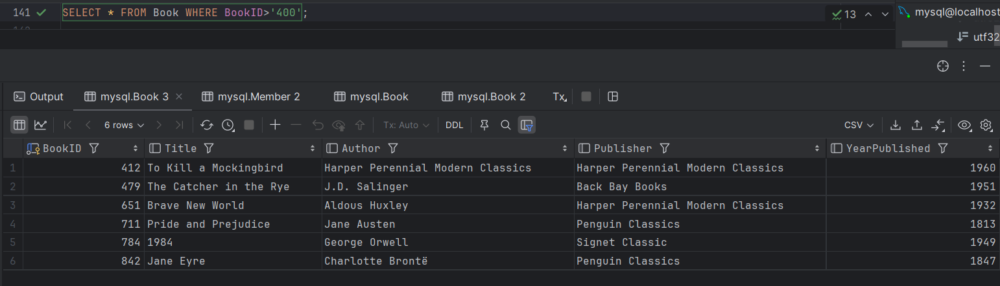 141 SELECT * FROM Book WHERE BookID>'400'; 13 mysql@localhost
utf32
Output mysql.Book 3 mysql.Member 2 mysql.Book mysql.Book 2 Tx
6 rows Tx: Auto DDL CSV
BookID Title Author Publisher YearPublished
1 412 To Kill a Mockingbird Harper Perennial Modern Classics Harper Perennial Modern Classics 1960
2 479 The Catcher in the Rye J.D. Salinger Back Bay Books 1951
3 651 Brave New World Aldous Huxley Harper Perennial Modern Classics 1932
4 711 Pride and Prejudice Jane Austen Penguin Classics 1813
5 784 1984 George Orwell Signet Classic 1949
6 842 Jane Eyre Charlotte Brontë Penguin Classics 1847